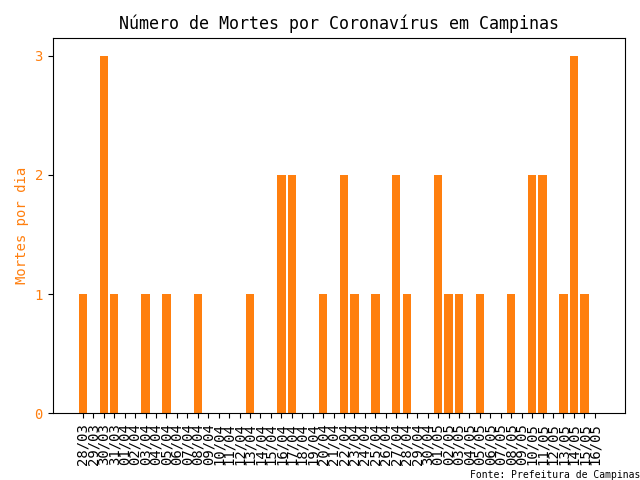 Número de Mortes por Coronavírus em Campinas
Mortes por dia
3
2
1
0
28/03 29/03 30/03 31/03 01/04 02/04 03/04 04/04 05/04 06/04 07/04 08/04 09/04 10/04 11/04 12/04 13/04 14/04 15/04 16/04 17/04 18/04 19/04 20/04 21/04 22/04 23/04 24/04 25/04 26/04 27/04 28/04 29/04 30/04 01/05 02/05 03/05 04/05 05/05 06/05 07/05 08/05 09/05 10/05 11/05 12/05 13/05 14/05 15/05 16/05
Fonte: Prefeitura de Campinas